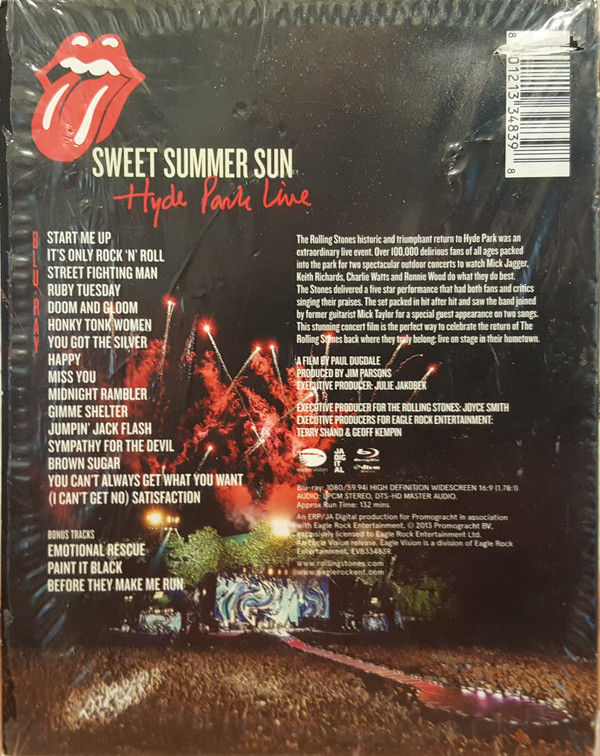 SWEET SUMMER SUN
Hyde Park Live
8 01213 34839 8
BLU-RAY
START ME UP
IT'S ONLY ROCK 'N' ROLL
STREET FIGHTING MAN
RUBY TUESDAY
DOOM AND GLOOM
HONKY TONK WOMEN
YOU GOT THE SILVER
HAPPY
MISS YOU
MIDNIGHT RAMBLER
GIMME SHELTER
JUMPIN' JACK FLASH
SYMPATHY FOR THE DEVIL
BROWN SUGAR
YOU CAN'T ALWAYS GET WHAT YOU WANT
(I CAN'T GET NO) SATISFACTION
BONUS TRACKS
EMOTIONAL RESCUE
PAINT IT BLACK
BEFORE THEY MAKE ME RUN
The Rolling Stones historic and triumphant return to Hyde Park was an
extraordinary live event. Over 100,000 delirious fans of all ages packed
into the park for two spectacular outdoor concerts to watch Mick Jagger,
Keith Richards, Charlie Watts and Ronnie Wood do what they do best.
The Stones delivered a five star performance that had both fans and critics
singing their praises. The set packed in hit after hit and saw the band joined
by former guitarist Mick Taylor for a special guest appearance on two songs.
This stunning concert film is the perfect way to celebrate the return of The
Rolling Stones back where they truly belong: live on stage in their hometown.
A FILM BY PAUL DUGDALE
PRODUCED BY JIM PARSONS
EXECUTIVE PRODUCER: JULIE JAKOBEK
EXECUTIVE PRODUCER FOR THE ROLLING STONES: JOYCE SMITH
EXECUTIVE PRODUCERS FOR EAGLE ROCK ENTERTAINMENT:
TERRY SHAND & GEOFF KEMPIN
JA
DIG
IT
AL
Blu-ray: 1080/59.94i HIGH DEFINITION WIDESCREEN 16:9 (1.78:1)
AUDIO: LPCM STEREO, DTS-HD MASTER AUDIO.
Approx Run Time: 132 mins
An ERP/JA Digital production for Promogracht in association
with Eagle Rock Entertainment. © 2013 Promogracht BV,
exclusively licensed to Eagle Rock Entertainment Ltd.
An Eagle Vision release. Eagle Vision is a division of Eagle Rock
Entertainment, EVB334839.
www.rollingstones.com
www.eaglerockent.com